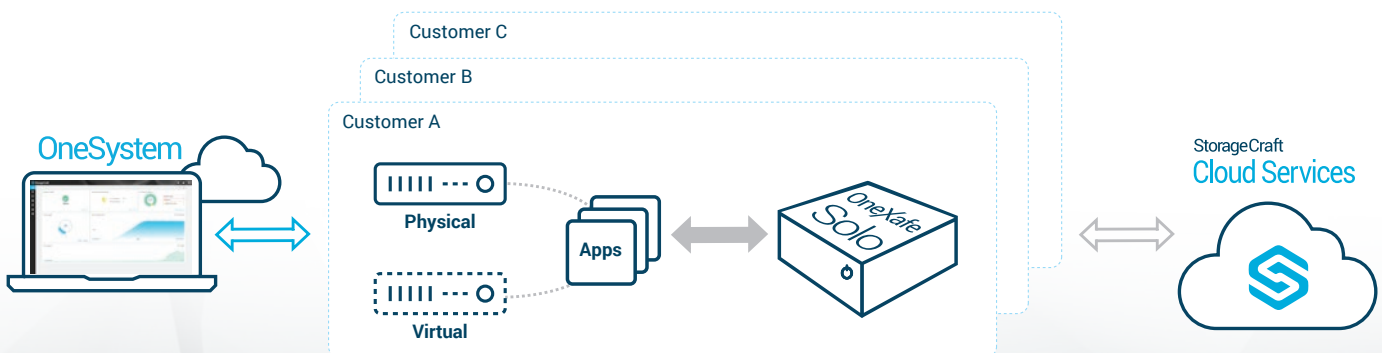 Customer C
Customer B
Customer A
OneSystem
Physical
Apps
Virtual
OneXafe
Solo
StorageCraft
Cloud Services